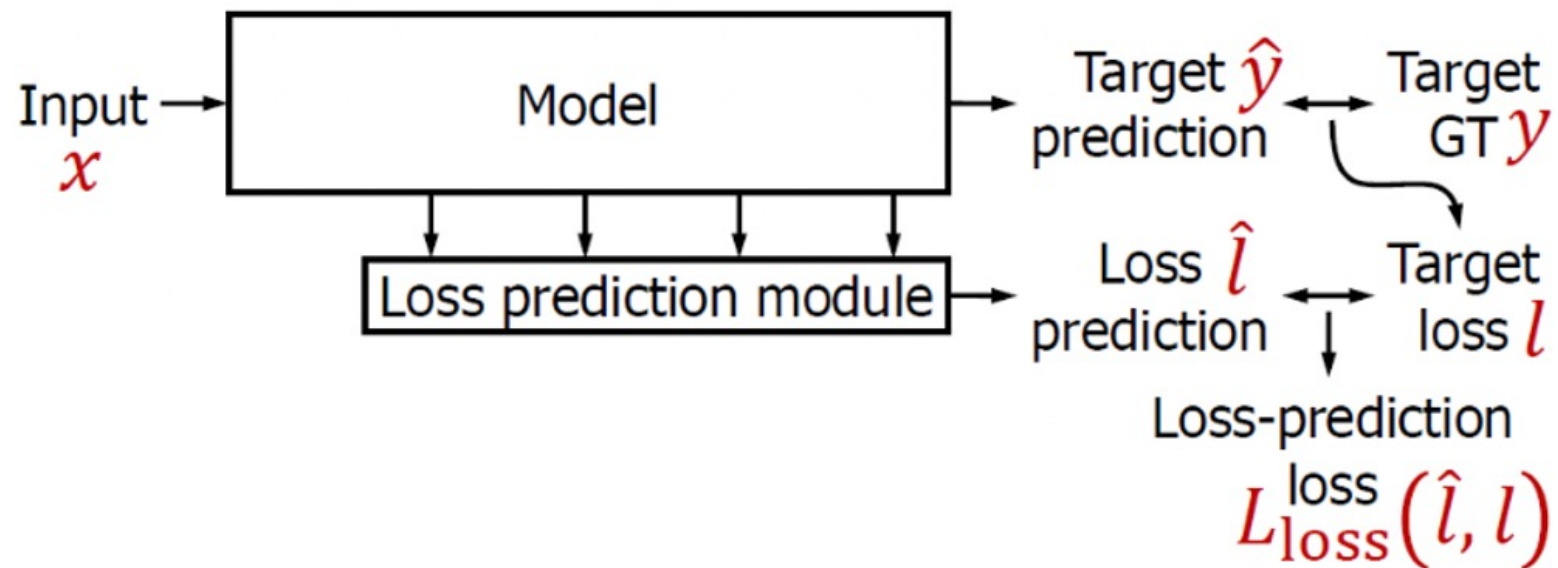 Input
x
Model
Target ŷ
prediction
Target
GT y
Loss prediction module
Loss l̂
prediction
Target
loss l
Loss-prediction
loss
L_loss(l̂, l)